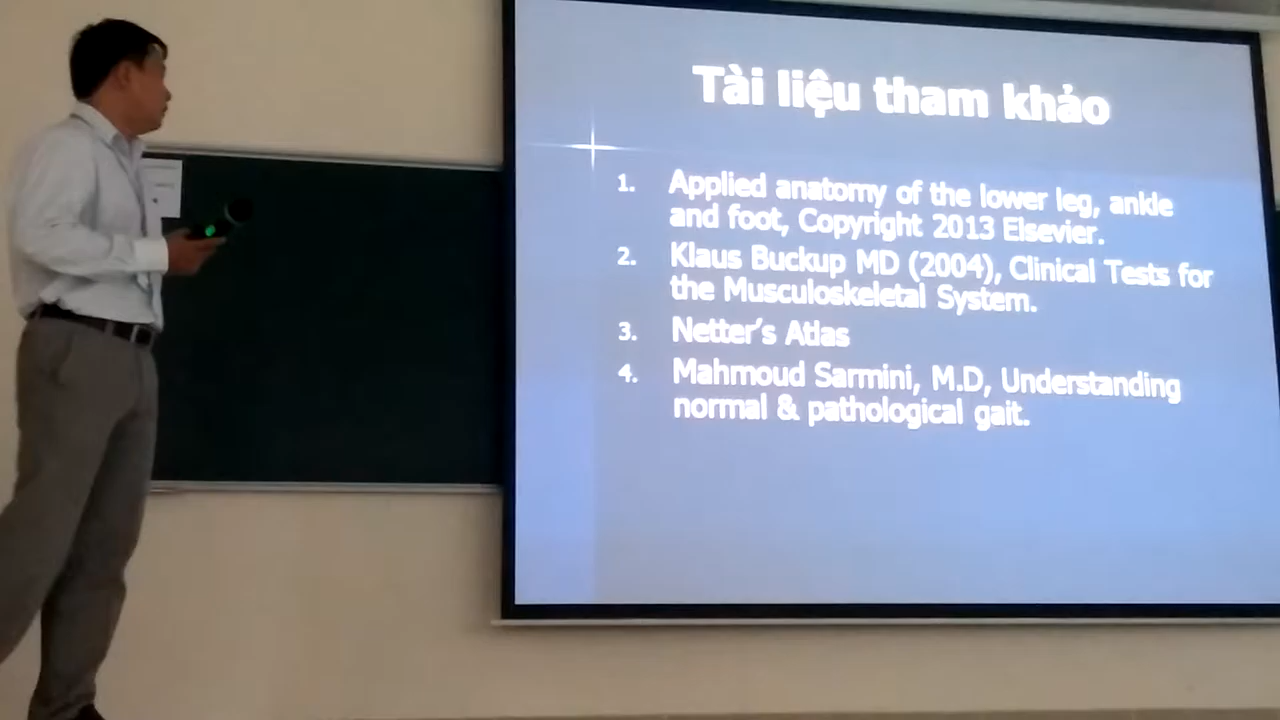 Tài liệu tham khảo
1. Applied anatomy of the lower leg, ankle
and foot, Copyright 2013 Elsevier.
2. Klaus Buckup MD (2004), Clinical Tests for
the Musculoskeletal System.
3. Netter's Atlas
4. Mahmoud Sarmini, M.D, Understanding
normal & pathological gait.